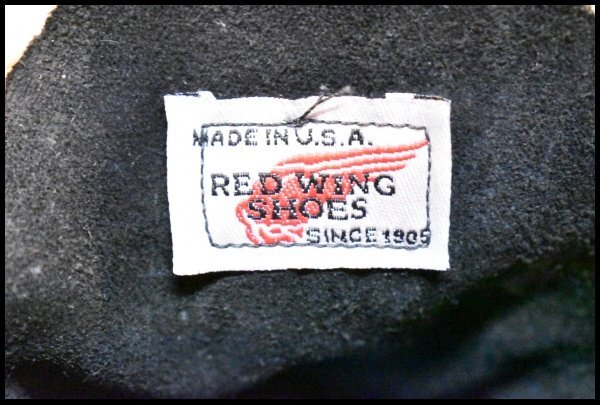 MADE IN U.S.A.
RED WING
SHOES
SINCE 1905